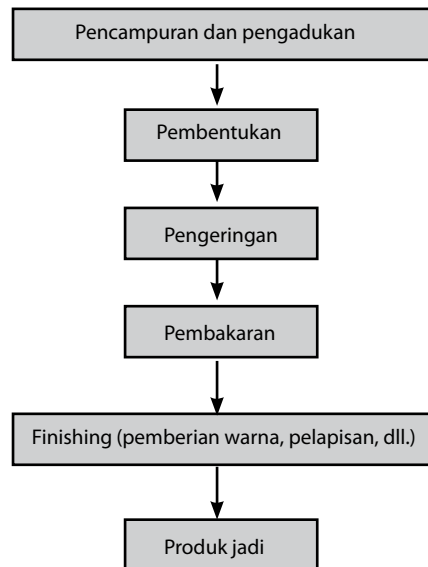 Pencampuran dan pengadukan
Pembentukan
Pengeringan
Pembakaran
Finishing (pemberian warna, pelapisan, dll.)
Produk jadi